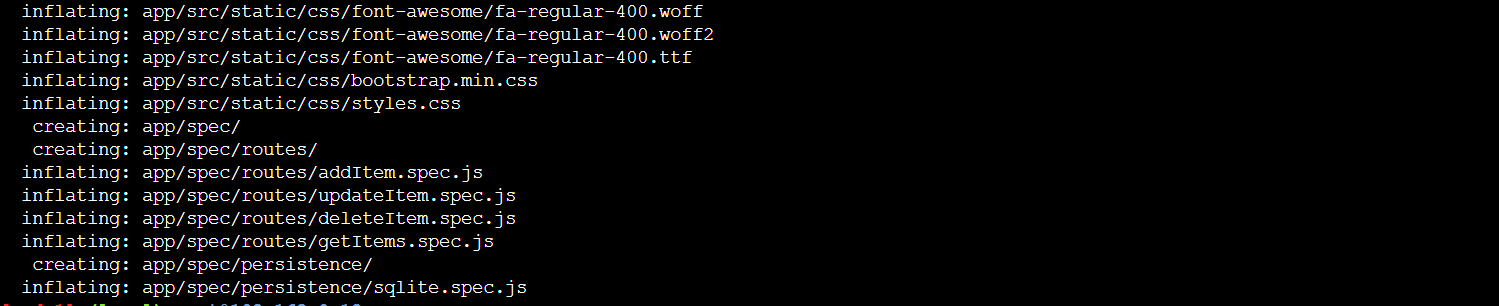 inflating: app/src/static/css/font-awesome/fa-regular-400.woff
inflating: app/src/static/css/font-awesome/fa-regular-400.woff2
inflating: app/src/static/css/font-awesome/fa-regular-400.ttf
inflating: app/src/static/css/bootstrap.min.css
inflating: app/src/static/css/styles.css
creating: app/spec/
creating: app/spec/routes/
inflating: app/spec/routes/addItem.spec.js
inflating: app/spec/routes/updateItem.spec.js
inflating: app/spec/routes/deleteItem.spec.js
inflating: app/spec/routes/getItems.spec.js
creating: app/spec/persistence/
inflating: app/spec/persistence/sqlite.spec.js